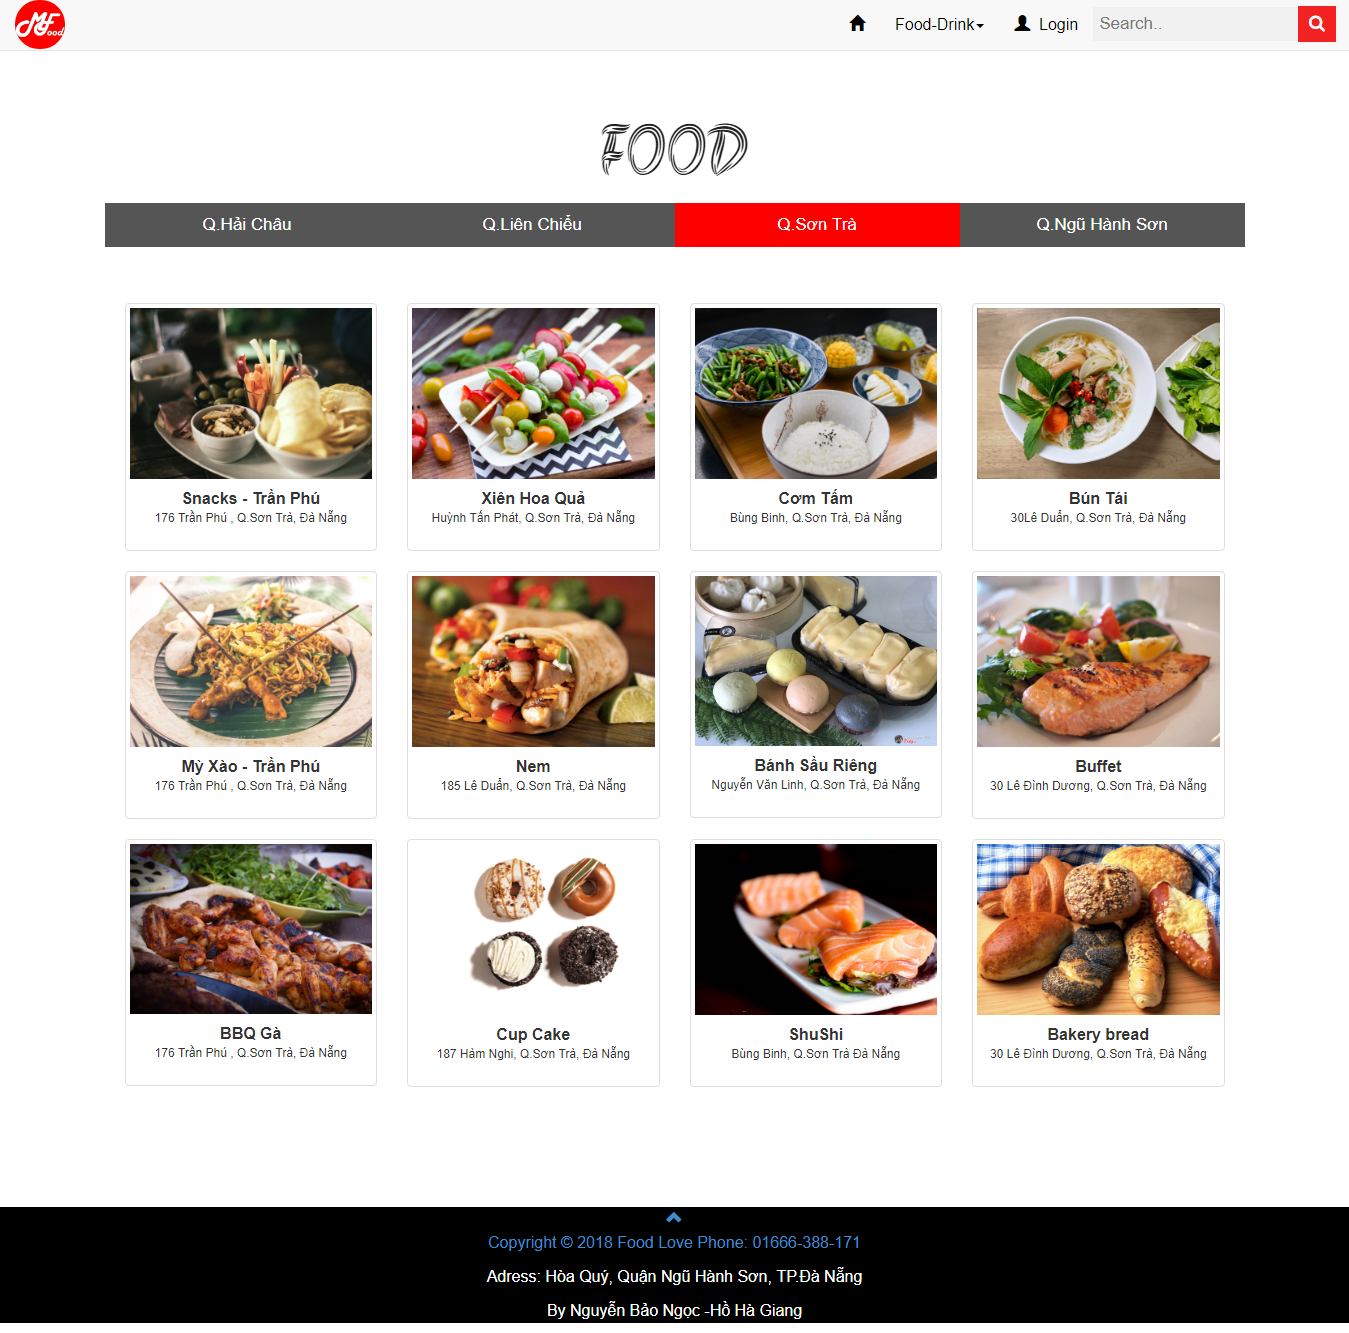 MF
ood
Food-Drink
Login
Search..
FOOD
Q.Hải Châu
Q.Liên Chiểu
Q.Sơn Trà
Q.Ngũ Hành Sơn
Snacks - Trần Phú
176 Trần Phú , Q.Sơn Trà, Đà Nẵng
Xiên Hoa Quả
Huỳnh Tấn Phát, Q.Sơn Trà, Đà Nẵng
Cơm Tấm
Bùng Binh, Q.Sơn Trà, Đà Nẵng
Bún Tái
30Lê Duẩn, Q.Sơn Trà, Đà Nẵng
Mỳ Xào - Trần Phú
176 Trần Phú , Q.Sơn Trà, Đà Nẵng
Nem
185 Lê Duẩn, Q.Sơn Trà, Đà Nẵng
Bánh Sầu Riêng
Nguyễn Văn Linh, Q.Sơn Trà, Đà Nẵng
Buffet
30 Lê Đình Dương, Q.Sơn Trà, Đà Nẵng
BBQ Gà
176 Trần Phú , Q.Sơn Trà, Đà Nẵng
Cup Cake
187 Hàm Nghi, Q.Sơn Trà, Đà Nẵng
ShuShi
Bùng Binh, Q.Sơn Trà Đà Nẵng
Bakery bread
30 Lê Đình Dương, Q.Sơn Trà, Đà Nẵng
Copyright © 2018 Food Love Phone: 01666-388-171
Adress: Hòa Quý, Quận Ngũ Hành Sơn, TP.Đà Nẵng
By Nguyễn Bảo Ngọc -Hồ Hà Giang